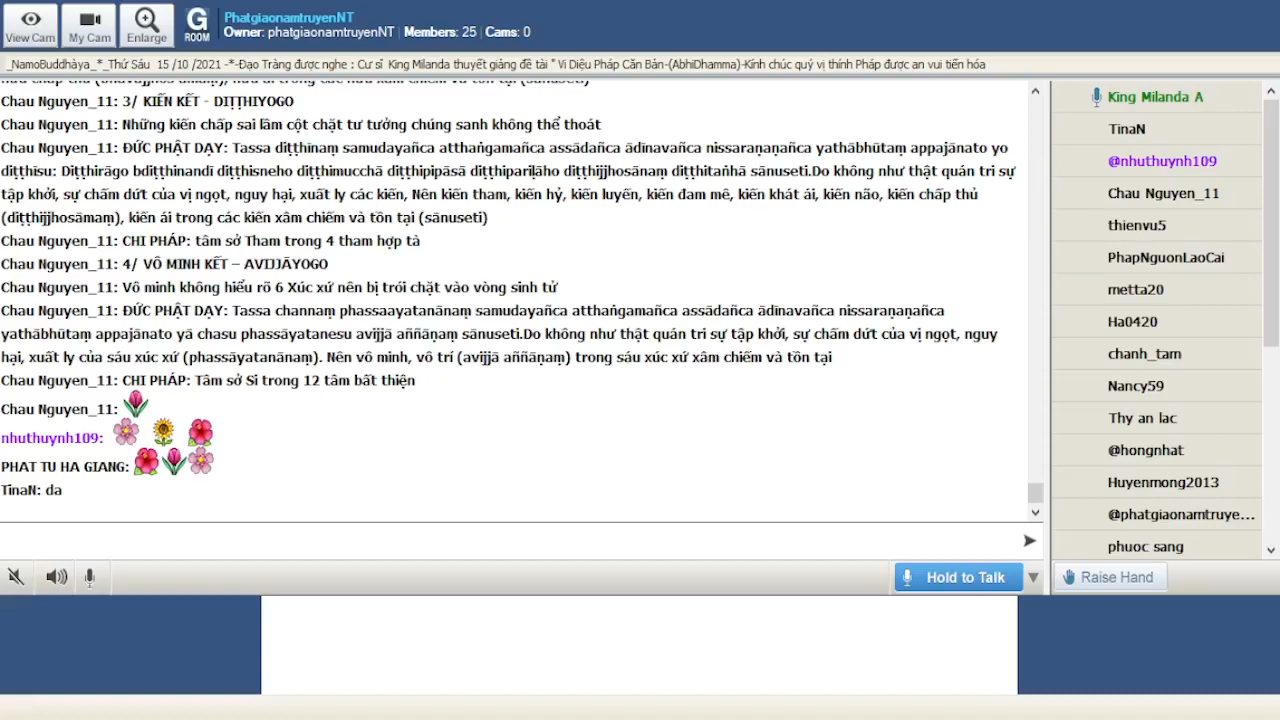 View Cam
My Cam
Enlarge
G
ROOM
PhatgiaonamtruyenNT
Owner: phatgiaonamtruyenNT | Members: 25 | Cams: 0
_NamoBuddhàya_*_Thứ Sáu 15 /10 /2021 -*-Đạo Tràng được nghe ; Cư sĩ King Milanda thuyết giảng đề tài " Vi Diệu Pháp Căn Bản-(AbhiDhamma)-Kính chúc quý vị thính Pháp được an vui tiến hóa
Chau Nguyen_11: 3/ KIẾN KẾT - DIṬṬHIYOGO
Chau Nguyen_11: Những kiến chấp sai lầm cột chặt tư tưởng chúng sanh không thể thoát
Chau Nguyen_11: ĐỨC PHẬT DẠY: Tassa diṭṭhīnaṃ samudayañca atthaṅgamañca assādañca ādīnavañca nissaraṇaṇañca yathābhūtaṃ appajānato yo
diṭṭhīsu: Diṭṭhirāgo bdiṭṭhinandī diṭṭhisneho diṭṭhimucchā diṭṭhipipāsā diṭṭhipariḷāho diṭṭhijjhosānaṃ diṭṭhitaṅhā sānuseti.Do không như thật quán tri sự
tập khởi, sự chấm dứt của vị ngọt, nguy hại, xuất ly các kiến, Nên kiến tham, kiến hỷ, kiến luyến, kiến đam mê, kiến khát ái, kiến não, kiến chấp thủ
(diṭṭhijjhosāmaṃ), kiến ái trong các kiến xâm chiếm và tồn tại (sānuseti)
Chau Nguyen_11: CHI PHÁP: tâm sở Tham trong 4 tham hợp tà
Chau Nguyen_11: 4/ VÔ MINH KẾT – AVIJJĀYOGO
Chau Nguyen_11: Vô minh không hiểu rõ 6 Xúc xứ nên bị trói chặt vào vòng sinh tử
Chau Nguyen_11: ĐỨC PHẬT DẠY: Tassa channaṃ phassaayatanānaṃ samudayañca atthaṅgamañca assādañca ādīnavañca nissaraṇaṇañca
yathābhūtaṃ appajānato yā chasu phassāyatanesu avijjā aññāṇaṃ sānuseti.Do không như thật quán tri sự tập khởi, sự chấm dứt của vị ngọt, nguy
hại, xuất ly của sáu xúc xứ (phassāyatanānaṃ). Nên vô minh, vô trí (avijjā aññāṇaṃ) trong sáu xúc xứ xâm chiếm và tồn tại
Chau Nguyen_11: CHI PHÁP: Tâm sở Si trong 12 tâm bất thiện
Chau Nguyen_11:
nhuthuynh109:
PHAT TU HA GIANG:
TinaN: da
King Milanda A
TinaN
@nhuthuynh109
Chau Nguyen_11
thienvu5
PhapNguonLaoCai
metta20
Ha0420
chanh_tam
Nancy59
Thy an lac
@hongnhat
Huyenmong2013
@phatgiaonamtruye...
phuoc sang
Hold to Talk
Raise Hand